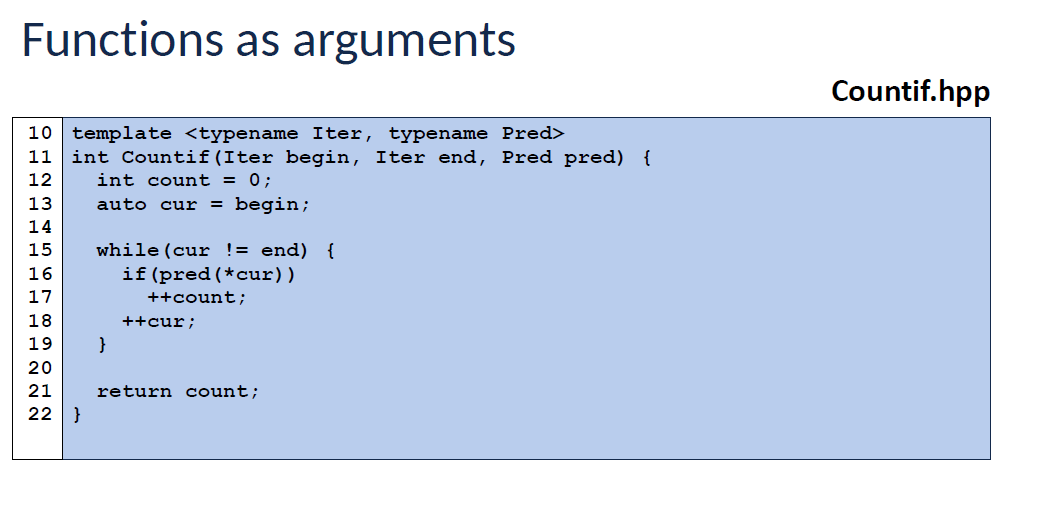 Functions as arguments
Countif.hpp
10 template <typename Iter, typename Pred>
11 int Countif(Iter begin, Iter end, Pred pred) {
12   int count = 0;
13   auto cur = begin;
14
15   while(cur != end) {
16     if(pred(*cur))
17       ++count;
18     ++cur;
19   }
20
21   return count;
22 }